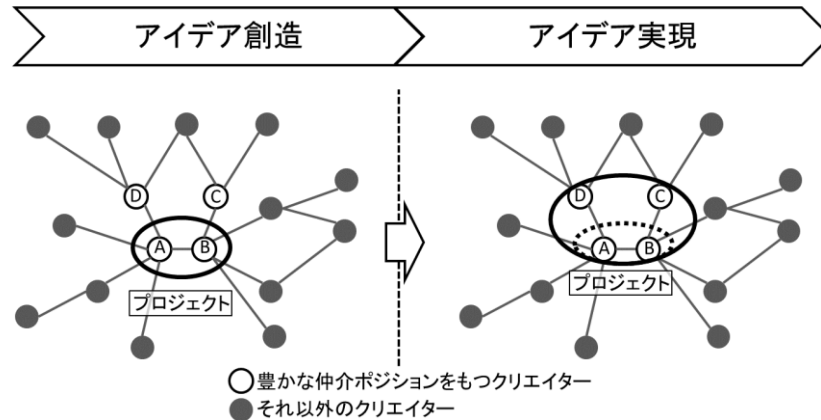 アイデア創造
アイデア実現
D
C
A
B
プロジェクト
D
C
A
B
プロジェクト
豊かな仲介ポジションをもつクリエイター
それ以外のクリエイター